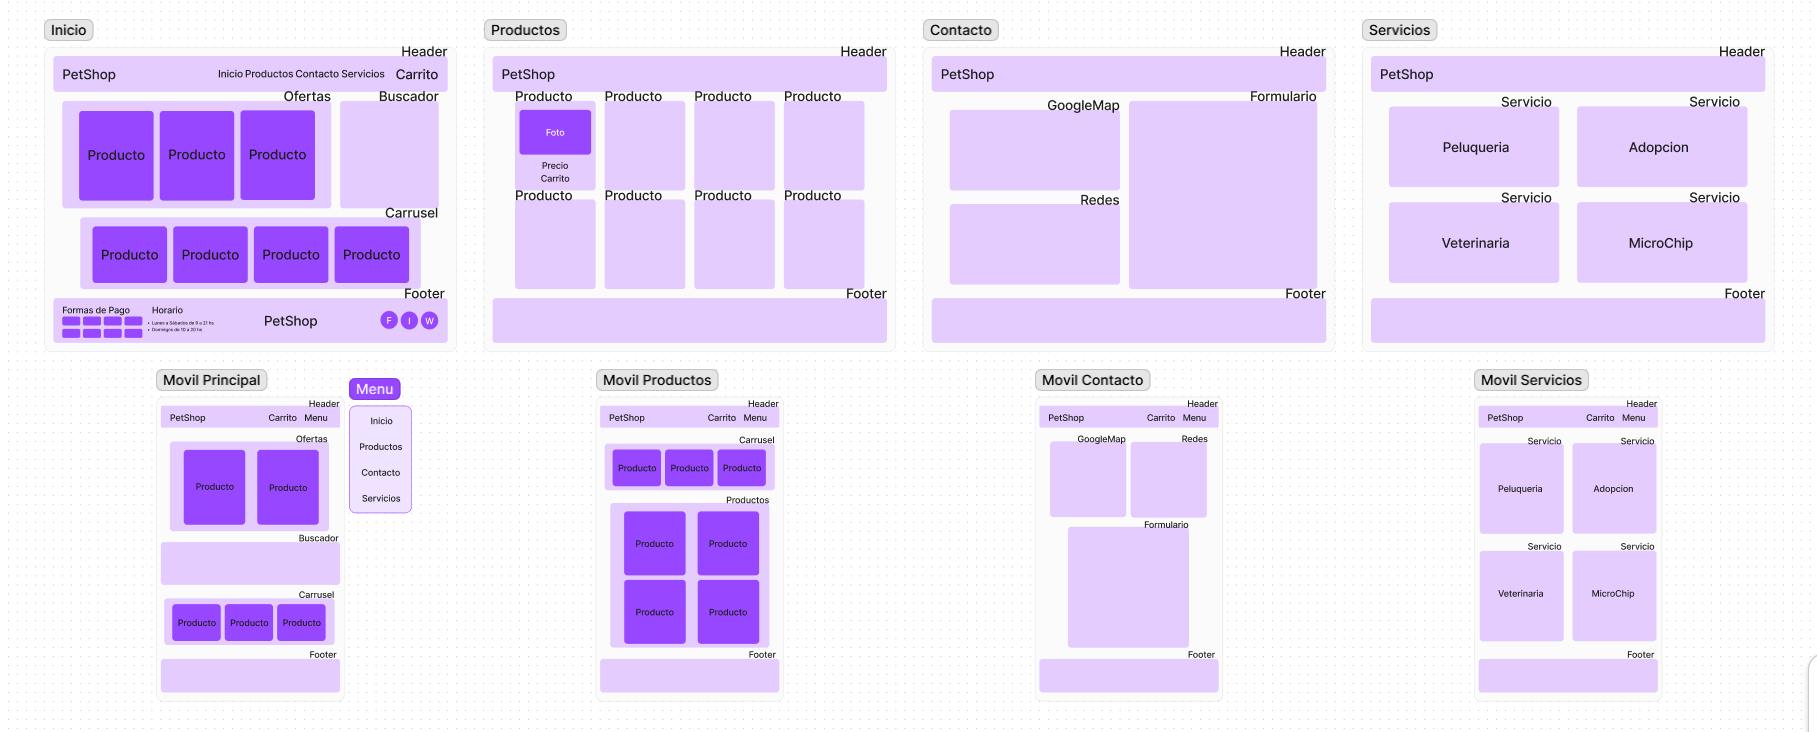 Inicio
Header
PetShop
Inicio Productos Contacto Servicios
Carrito
Ofertas
Buscador
Producto
Producto
Producto
Carrusel
Producto
Producto
Producto
Producto
Footer
Formas de Pago
Horario
Lunes a Sábados de 9 a 21 hs
Domingos de 10 a 20 hs
PetShop
F
I
W
Productos
Header
PetShop
Producto
Producto
Producto
Producto
Foto
Precio
Carrito
Producto
Producto
Producto
Producto
Footer
Contacto
Header
PetShop
GoogleMap
Formulario
Redes
Footer
Servicios
Header
PetShop
Servicio
Servicio
Peluqueria
Adopcion
Servicio
Servicio
Veterinaria
MicroChip
Footer
Movil Principal
Header
PetShop
Carrito
Menu
Ofertas
Producto
Producto
Buscador
Carrusel
Producto
Producto
Producto
Footer
Menu
Inicio
Productos
Contacto
Servicios
Movil Productos
Header
PetShop
Carrito
Menu
Carrusel
Producto
Producto
Producto
Productos
Producto
Producto
Producto
Producto
Footer
Movil Contacto
Header
PetShop
Carrito
Menu
GoogleMap
Redes
Formulario
Footer
Movil Servicios
Header
PetShop
Carrito
Menu
Servicio
Servicio
Peluqueria
Adopcion
Servicio
Servicio
Veterinaria
MicroChip
Footer